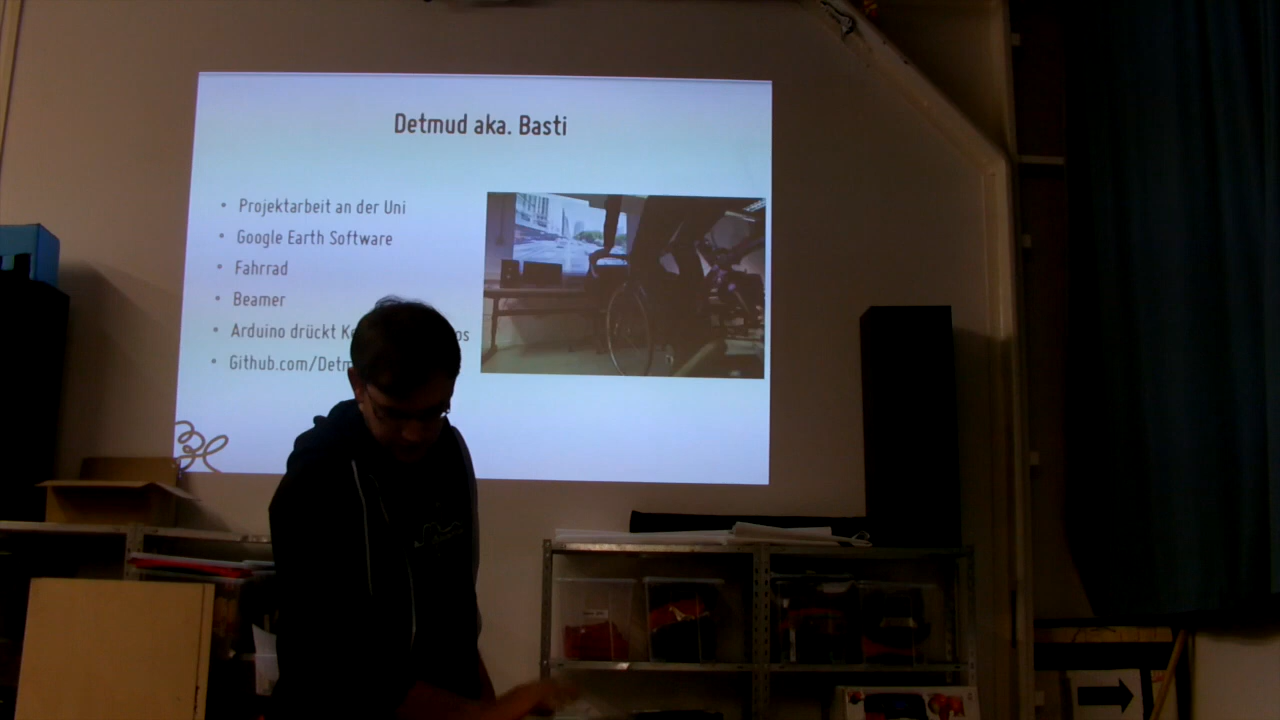 Detmud aka. Basti
Projektarbeit an der Uni
Google Earth Software
Fahrrad
Beamer
Arduino drückt
Github.com/Detm